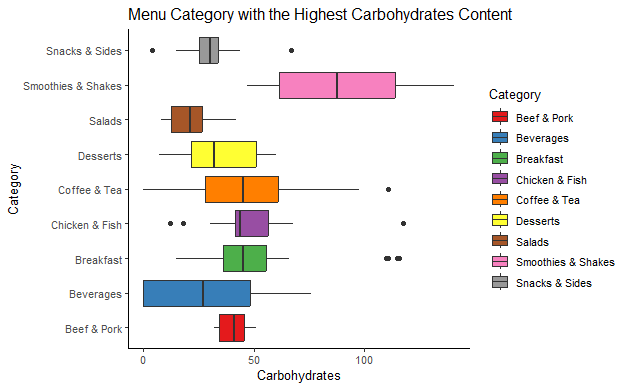 Menu Category with the Highest Carbohydrates Content
Category
Snacks & Sides
Smoothies & Shakes
Salads
Desserts
Coffee & Tea
Chicken & Fish
Breakfast
Beverages
Beef & Pork
0 50 100
Carbohydrates
Category
Beef & Pork
Beverages
Breakfast
Chicken & Fish
Coffee & Tea
Desserts
Salads
Smoothies & Shakes
Snacks & Sides